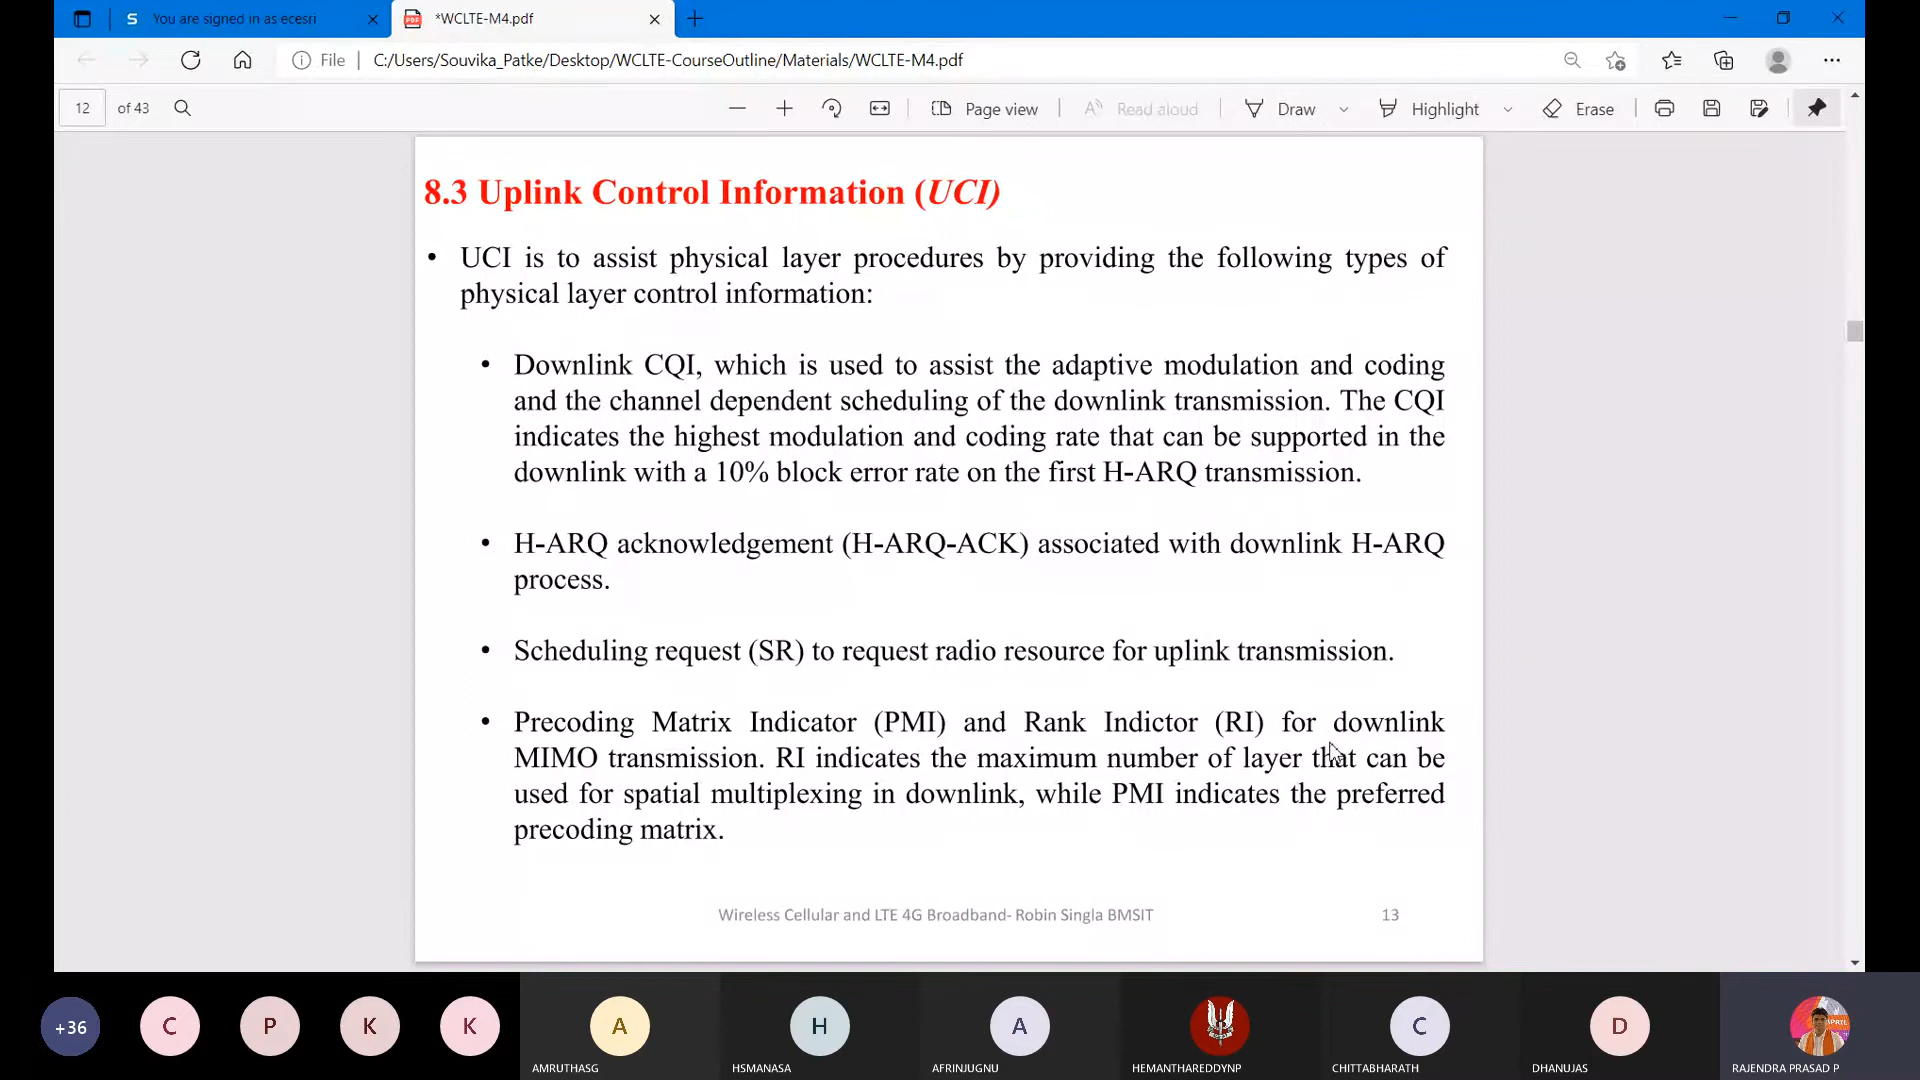 You are signed in as ecesri
*WCLTE-M4.pdf
File
C:/Users/Souvika_Patke/Desktop/WCLTE-CourseOutline/Materials/WCLTE-M4.pdf
12 of 43
Page view
Read aloud
Draw
Highlight
Erase
8.3 Uplink Control Information (UCI)
• UCI is to assist physical layer procedures by providing the following types of
physical layer control information:
• Downlink CQI, which is used to assist the adaptive modulation and coding
and the channel dependent scheduling of the downlink transmission. The CQI
indicates the highest modulation and coding rate that can be supported in the
downlink with a 10% block error rate on the first H-ARQ transmission.
• H-ARQ acknowledgement (H-ARQ-ACK) associated with downlink H-ARQ
process.
• Scheduling request (SR) to request radio resource for uplink transmission.
• Precoding Matrix Indicator (PMI) and Rank Indictor (RI) for downlink
MIMO transmission. RI indicates the maximum number of layer that can be
used for spatial multiplexing in downlink, while PMI indicates the preferred
precoding matrix.
Wireless Cellular and LTE 4G Broadband- Robin Singla BMSIT
13
+36
C
P
K
K
A
H
A
C
D
APRIL
AMRUTHASG
HSMANASA
AFRINJUGNU
HEMANTHAREDDYNP
CHITTABHARATH
DHANUJAS
RAJENDRA PRASAD P